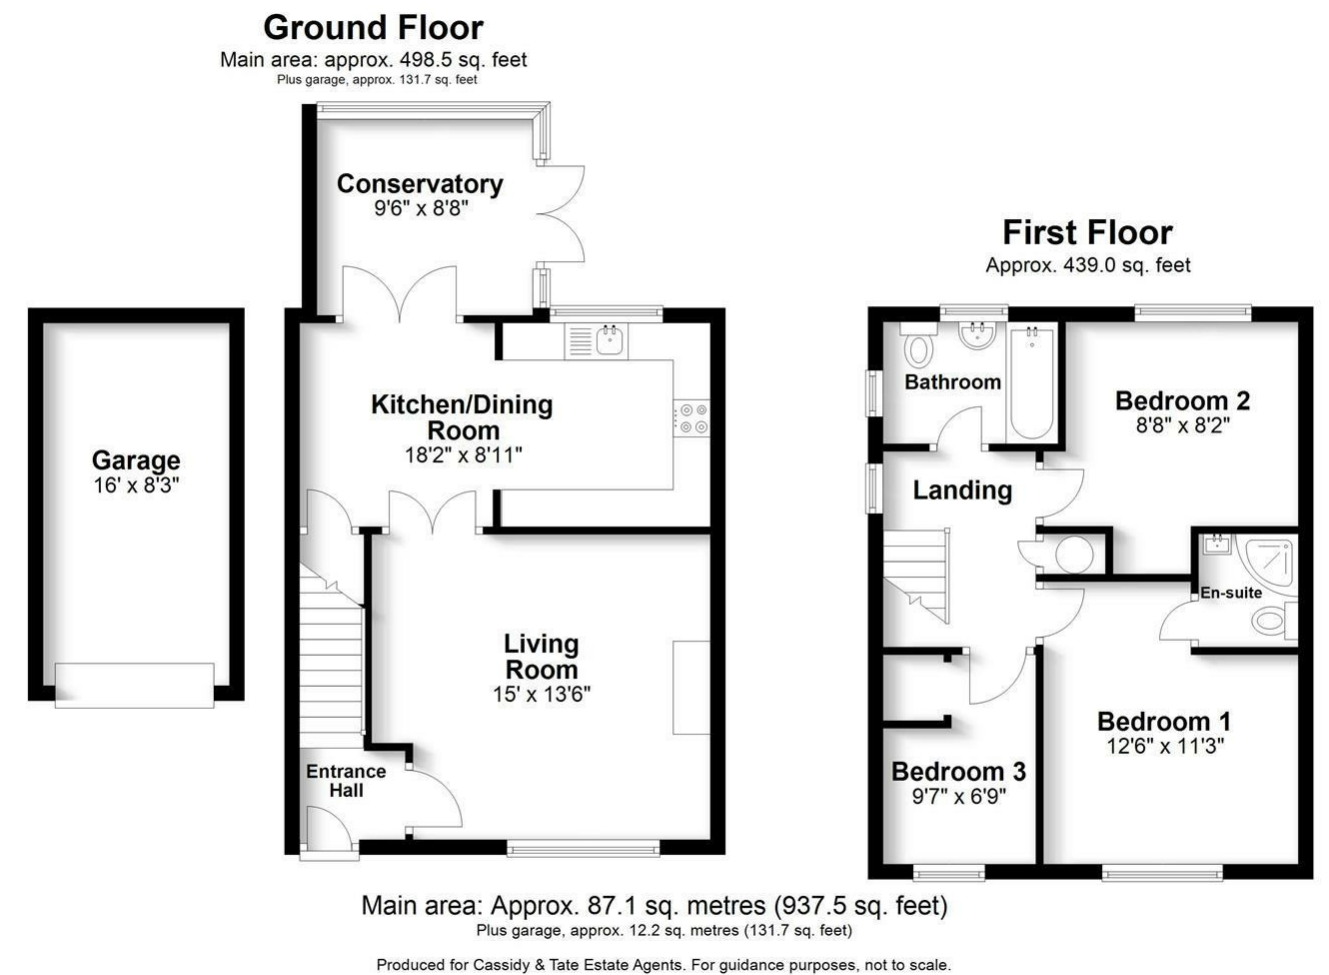 Ground Floor
Main area: approx. 498.5 sq. feet
Plus garage, approx. 131.7 sq. feet
Conservatory
9'6" x 8'8"
Kitchen/Dining
Room
18'2" x 8'11"
Garage
16' x 8'3"
Living
Room
15' x 13'6"
Entrance
Hall
First Floor
Approx. 439.0 sq. feet
Bathroom
Bedroom 2
8'8" x 8'2"
Landing
En-suite
Bedroom 1
12'6" x 11'3"
Bedroom 3
9'7" x 6'9"
Main area: Approx. 87.1 sq. metres (937.5 sq. feet)
Plus garage, approx. 12.2 sq. metres (131.7 sq. feet)
Produced for Cassidy & Tate Estate Agents. For guidance purposes, not to scale.